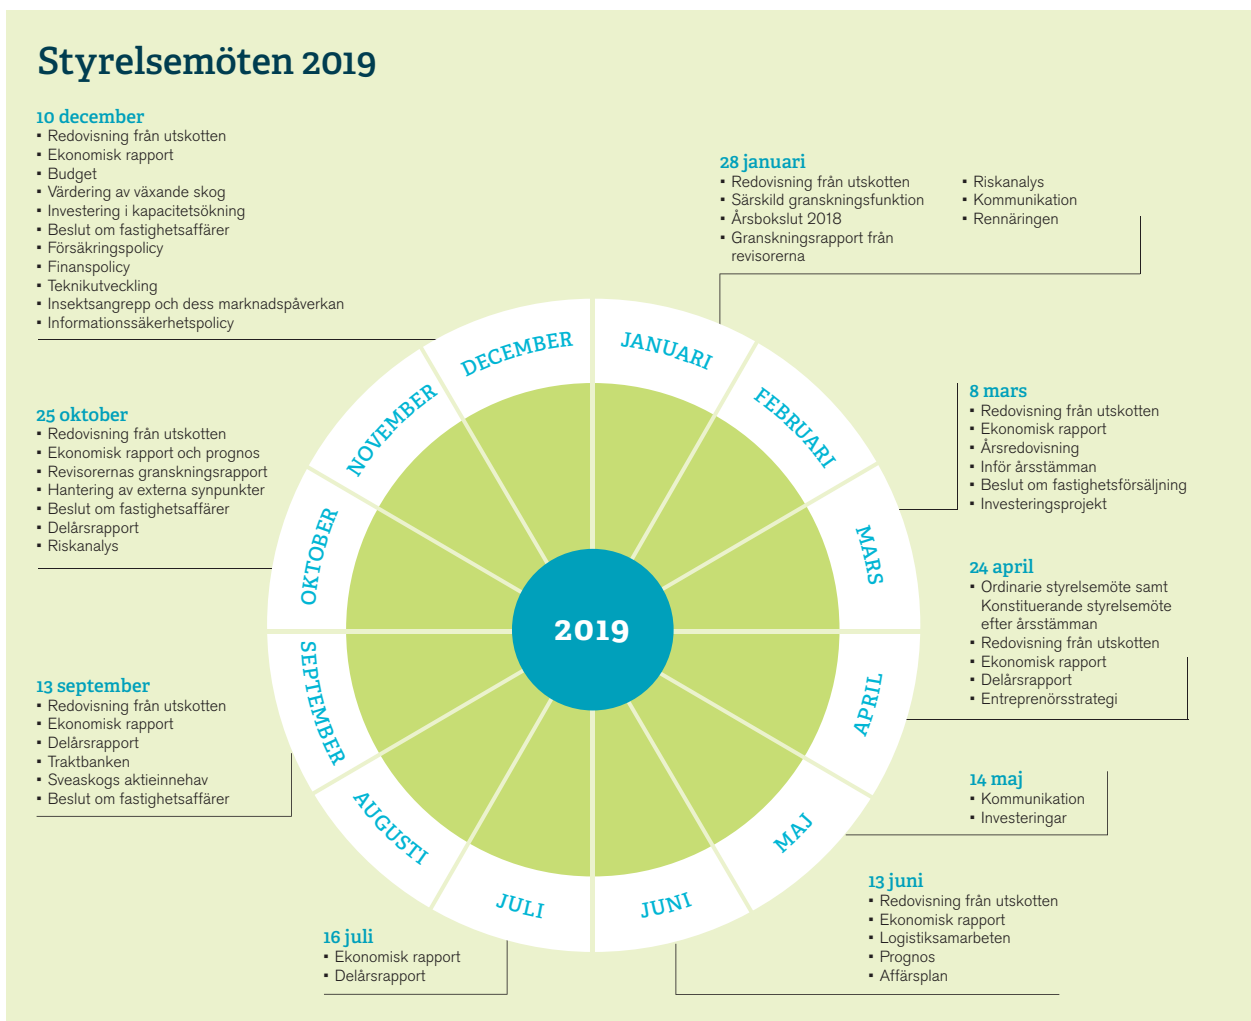 Styrelsemöten 2019
10 december
▪ Redovisning från utskotten
▪ Ekonomisk rapport
▪ Budget
▪ Värdering av växande skog
▪ Investering i kapacitetsökning
▪ Beslut om fastighetsaffärer
▪ Försäkringspolicy
▪ Finanspolicy
▪ Teknikutveckling
▪ Insektsangrepp och dess marknadspåverkan
▪ Informationssäkerhetspolicy
28 januari
▪ Redovisning från utskotten
▪ Särskild granskningsfunktion
▪ Årsbokslut 2018
▪ Granskningsrapport från
revisorerna
▪ Riskanalys
▪ Kommunikation
▪ Rennäringen
8 mars
▪ Redovisning från utskotten
▪ Ekonomisk rapport
▪ Årsredovisning
▪ Inför årsstämman
▪ Beslut om fastighetsförsäljning
▪ Investeringsprojekt
24 april
▪ Ordinarie styrelsemöte samt
Konstituerande styrelsemöte
efter årsstämman
▪ Redovisning från utskotten
▪ Ekonomisk rapport
▪ Delårsrapport
▪ Entreprenörsstrategi
14 maj
▪ Kommunikation
▪ Investeringar
13 juni
▪ Redovisning från utskotten
▪ Ekonomisk rapport
▪ Logistiksamarbeten
▪ Prognos
▪ Affärsplan
16 juli
▪ Ekonomisk rapport
▪ Delårsrapport
13 september
▪ Redovisning från utskotten
▪ Ekonomisk rapport
▪ Delårsrapport
▪ Traktbanken
▪ Sveaskogs aktieinnehav
▪ Beslut om fastighetsaffärer
25 oktober
▪ Redovisning från utskotten
▪ Ekonomisk rapport och prognos
▪ Revisorernas granskningsrapport
▪ Hantering av externa synpunkter
▪ Beslut om fastighetsaffärer
▪ Delårsrapport
▪ Riskanalys
JANUARI
FEBRUARI
MARS
APRIL
MAJ
JUNI
JULI
AUGUSTI
SEPTEMBER
OKTOBER
NOVEMBER
DECEMBER
2019